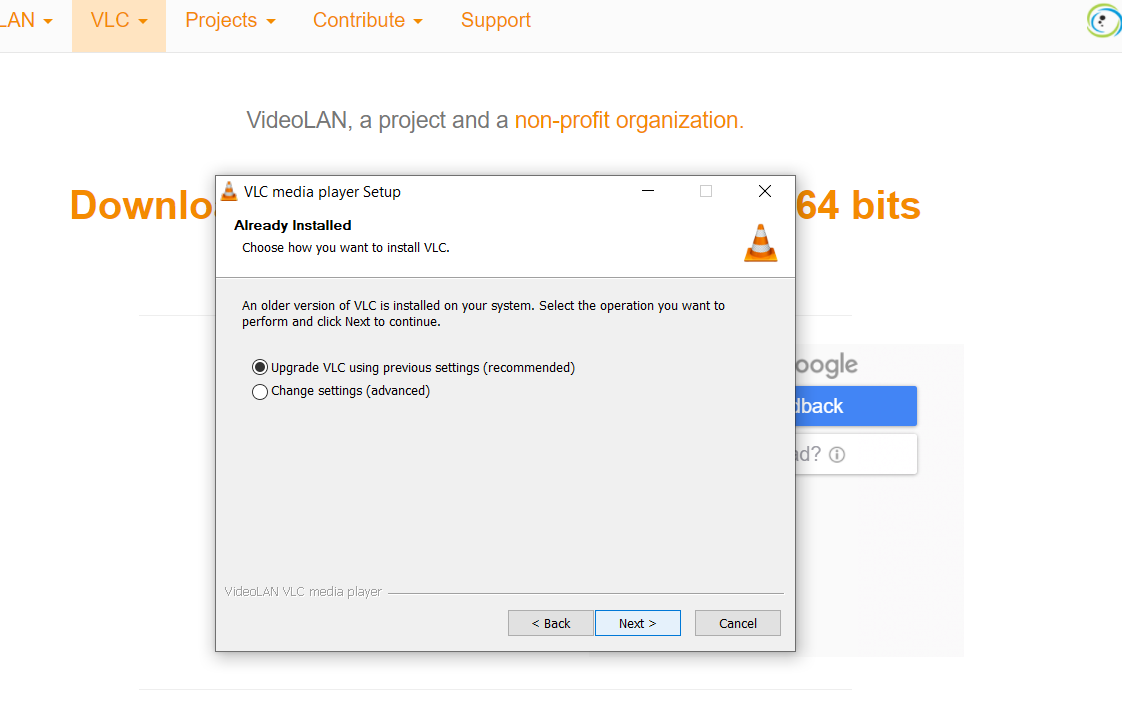 LAN VLC Projects Contribute Support
VideoLAN, a project and a non-profit organization.
Downlo 64 bits
VLC media player Setup
Already Installed
Choose how you want to install VLC.
An older version of VLC is installed on your system. Select the operation you want to
perform and click Next to continue.
Upgrade VLC using previous settings (recommended)
Change settings (advanced)
oogle
dback
ad?
VideoLAN VLC media player
< Back Next > Cancel